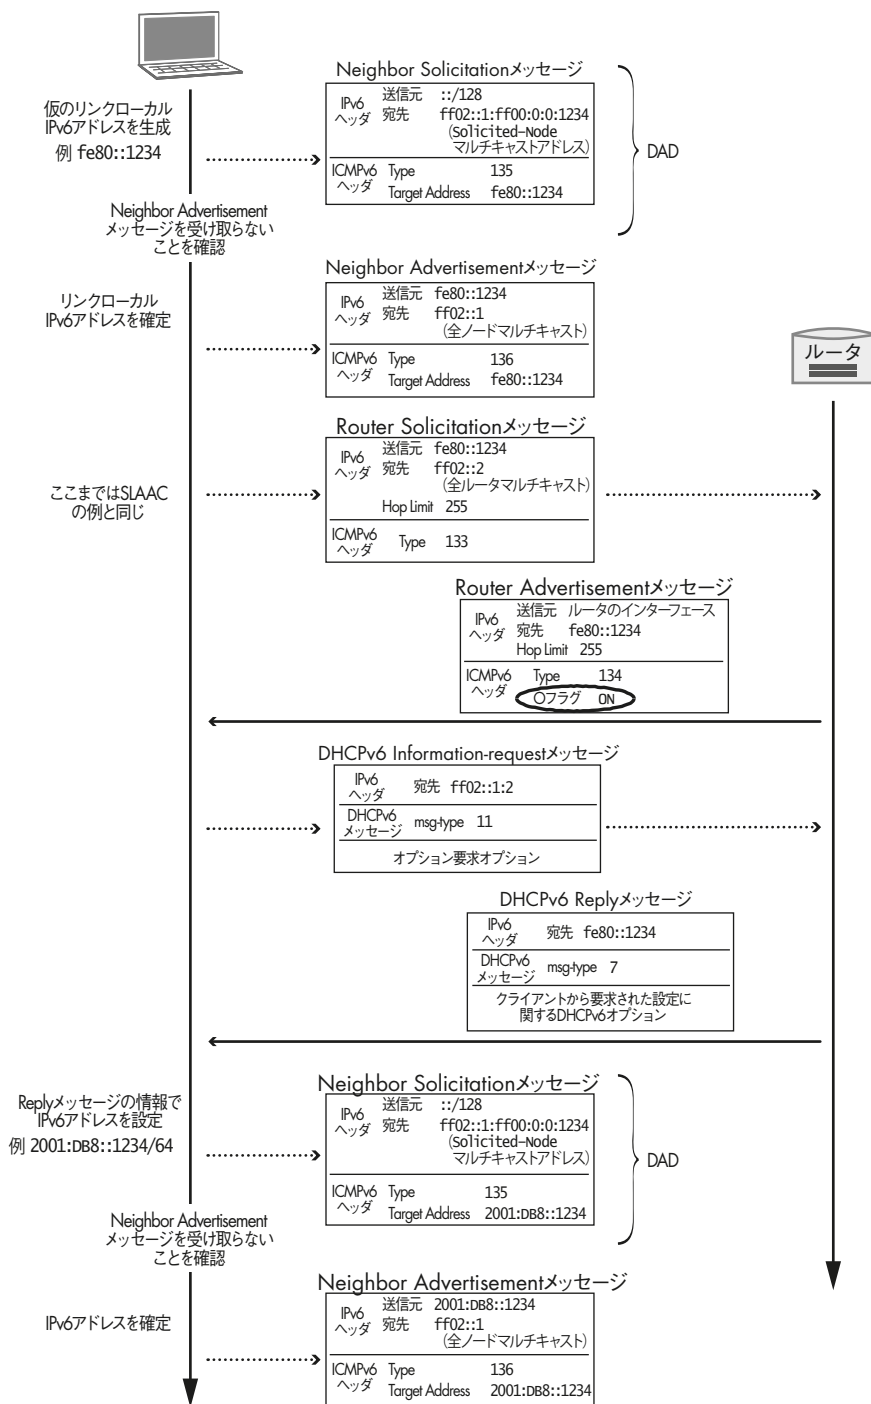 Neighbor Solicitationメッセージ
仮のリンクローカル
IPv6アドレスを生成
例 fe80::1234
IPv6
ヘッダ
送信元 ::/128
宛先 ff02::1:ff00:0:0:1234
(Solicited-Node
マルチキャストアドレス)
ICMPv6
ヘッダ
Type 135
Target Address fe80::1234
DAD
Neighbor Advertisement
メッセージを受け取らない
ことを確認
Neighbor Advertisementメッセージ
リンクローカル
IPv6アドレスを確定
IPv6
ヘッダ
送信元 fe80::1234
宛先 ff02::1
(全ノードマルチキャスト)
ICMPv6
ヘッダ
Type 136
Target Address fe80::1234
ルータ
Router Solicitationメッセージ
ここまではSLAAC
の例と同じ
IPv6
ヘッダ
送信元 fe80::1234
宛先 ff02::2
(全ルータマルチキャスト)
Hop Limit 255
ICMPv6
ヘッダ
Type 133
Router Advertisementメッセージ
IPv6
ヘッダ
送信元 ルータのインターフェース
宛先 fe80::1234
Hop Limit 255
ICMPv6
ヘッダ
Type 134
Oフラグ ON
DHCPv6 Information-requestメッセージ
IPv6
ヘッダ
宛先 ff02::1:2
DHCPv6
メッセージ
msg-type 11
オプション要求オプション
DHCPv6 Replyメッセージ
IPv6
ヘッダ
宛先 fe80::1234
DHCPv6
メッセージ
msg-type 7
クライアントから要求された設定に
関するDHCPv6オプション
Neighbor Solicitationメッセージ
Replyメッセージの情報で
IPv6アドレスを設定
例 2001:DB8::1234/64
IPv6
ヘッダ
送信元 ::/128
宛先 ff02::1:ff00:0:0:1234
(Solicited-Node
マルチキャストアドレス)
ICMPv6
ヘッダ
Type 135
Target Address 2001:DB8::1234
DAD
Neighbor Advertisement
メッセージを受け取らない
ことを確認
Neighbor Advertisementメッセージ
IPv6アドレスを確定
IPv6
ヘッダ
送信元 2001:DB8::1234
宛先 ff02::1
(全ノードマルチキャスト)
ICMPv6
ヘッダ
Type 136
Target Address 2001:DB8::1234